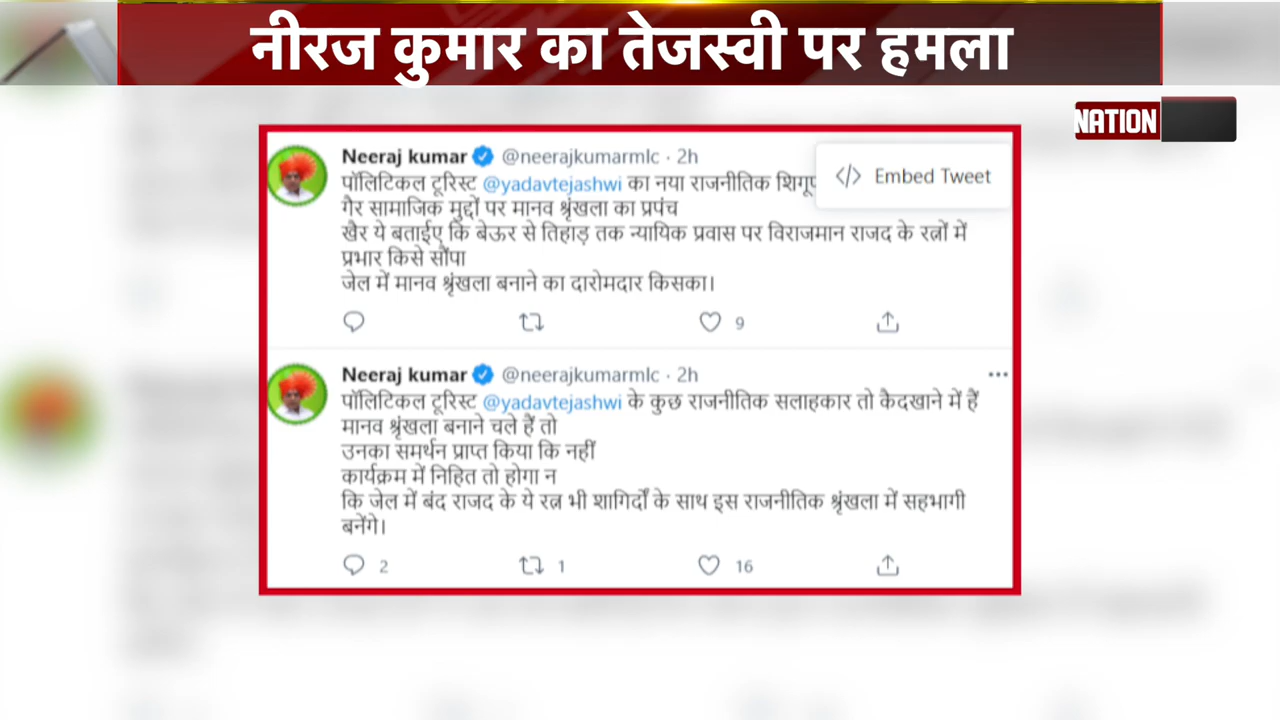 नीरज कुमार का तेजस्वी पर हमला
NATION
Neeraj kumar @neerajkumarmlc · 2h
Embed Tweet
पॉलिटिकल टूरिस्ट @yadavtejashwi का नया राजनीतिक
गैर सामाजिक मुद्दों पर मानव श्रृंखला का प्रपंच
खैर ये बताईए कि बेऊर से तिहाड़ तक न्यायिक प्रवास पर विराजमान राजद के रत्नों में
प्रभार किसे सौंपा
जेल में मानव श्रृंखला बनाने का दारोमदार किसका।
9
Neeraj kumar @neerajkumarmlc · 2h
पॉलिटिकल टूरिस्ट @yadavtejashwi के कुछ राजनीतिक सलाहकार तो कैदखाने में हैं
मानव श्रृंखला बनाने चले हैं तो
उनका समर्थन प्राप्त किया कि नहीं
कार्यक्रम में निहित तो होगा न
कि जेल में बंद राजद के ये रत्न भी शागिर्दों के साथ इस राजनीतिक श्रृंखला में सहभागी
बनेंगे।
2 1 16